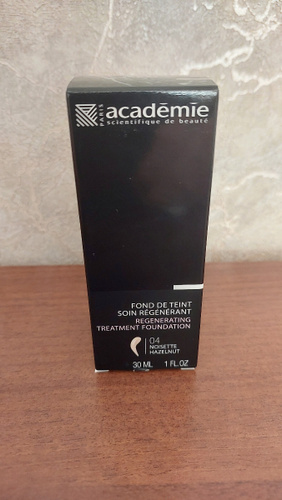 PARIS
académie
scientifique de beauté
FOND DE TEINT
SOIN RÉGÉNÉRANT
REGENERATING
TREATMENT FOUNDATION
04
NOISETTE
HAZELNUT
30 ML 1 FL.OZ